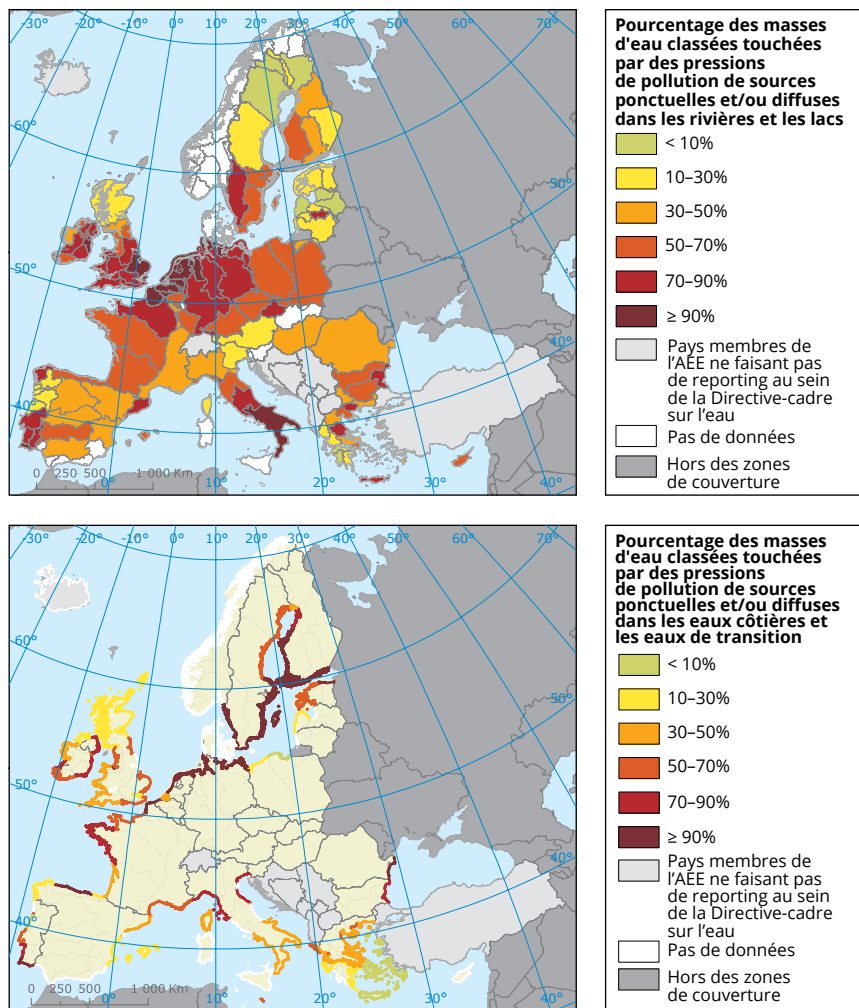 -30° -20° -10° 0° 10° 20° 30° 60° 70°
60°
50°
50°
40°
40°
0° 10° 20° 30° 40°
0 250 500 1 000 Km
Pourcentage des masses
d'eau classées touchées
par des pressions
de pollution de sources
ponctuelles et/ou diffuses
dans les rivières et les lacs
< 10%
10–30%
30–50%
50–70%
70–90%
≥ 90%
Pays membres de
l'AEE ne faisant pas
de reporting au sein
de la Directive-cadre
sur l'eau
Pas de données
Hors des zones
de couverture
-30° -20° -10° 0° 10° 20° 30° 60° 70°
60°
50°
50°
40°
40°
0° 10° 20° 30° 40°
0 250 500 1 000 Km
Pourcentage des masses
d'eau classées touchées
par des pressions
de pollution de sources
ponctuelles et/ou diffuses
dans les eaux côtières et
les eaux de transition
< 10%
10–30%
30–50%
50–70%
70–90%
≥ 90%
Pays membres de
l'AEE ne faisant pas
de reporting au sein
de la Directive-cadre
sur l'eau
Pas de données
Hors des zones
de couverture